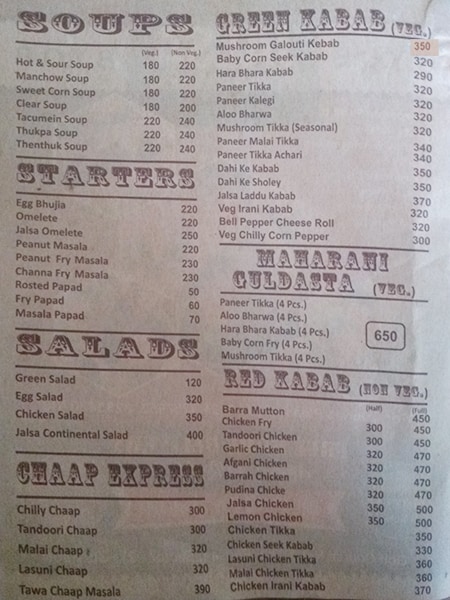 SOUPS
(Veg.) (Non Veg.)
Hot & Sour Soup 180 220
Manchow Soup 180 220
Sweet Corn Soup 180 220
Clear Soup 180 200
Tacumein Soup 220 240
Thukpa Soup 220 240
Thenthuk Soup 220 240
STARTERS
Egg Bhujia 220
Omelete 220
Jalsa Omelete 250
Peanut Masala 220
Peanut Fry Masala 230
Channa Fry Masala 230
Rosted Papad 50
Fry Papad 60
Masala Papad 70
SALADS
Green Salad 120
Egg Salad 320
Chicken Salad 350
Jalsa Continental Salad 400
CHAAP EXPRESS
Chilly Chaap 300
Tandoori Chaap 300
Malai Chaap 320
Lasuni Chaap 320
Tawa Chaap Masala 390
GREEN KABAB (VEG.)
Mushroom Galouti Kebab 350
Baby Corn Seek Kabab 320
Hara Bhara Kabab 290
Paneer Tikka 320
Paneer Kalegi 320
Aloo Bharwa 320
Mushroom Tikka (Seasonal) 320
Paneer Malai Tikka 340
Paneer Tikka Achari 340
Dahi Ke Kabab 350
Dahi Ke Sholey 350
Jalsa Laddu Kabab 370
Veg Irani Kabab 320
Bell Pepper Cheese Roll 320
Veg Chilly Corn Pepper 300
MAHARANI
GULDASTA (VEG.)
Paneer Tikka (4 Pcs.)
Aloo Bharwa (4 Pcs.)
Hara Bhara Kabab (4 Pcs.) 650
Baby Corn Fry (4 Pcs.)
Mushroom Tikka (4 Pcs.)
RED KABAB (NON VEG.)
(Half) (Full)
Barra Mutton 450
Chicken Fry 300 450
Tandoori Chicken
Garlic Chicken 320 470
Afgani Chicken 320 470
Barrah Chicken 320 470
Pudina Chicke 320 470
Jalsa Chicken 350 500
Lemon Chicken 350 500
Chicken Tikka 350
Chicken Seek Kabab 330
Lasuni Chicken Tikka 360
Malai Chicken Tikka 360
Chicken Irani Kabab 370